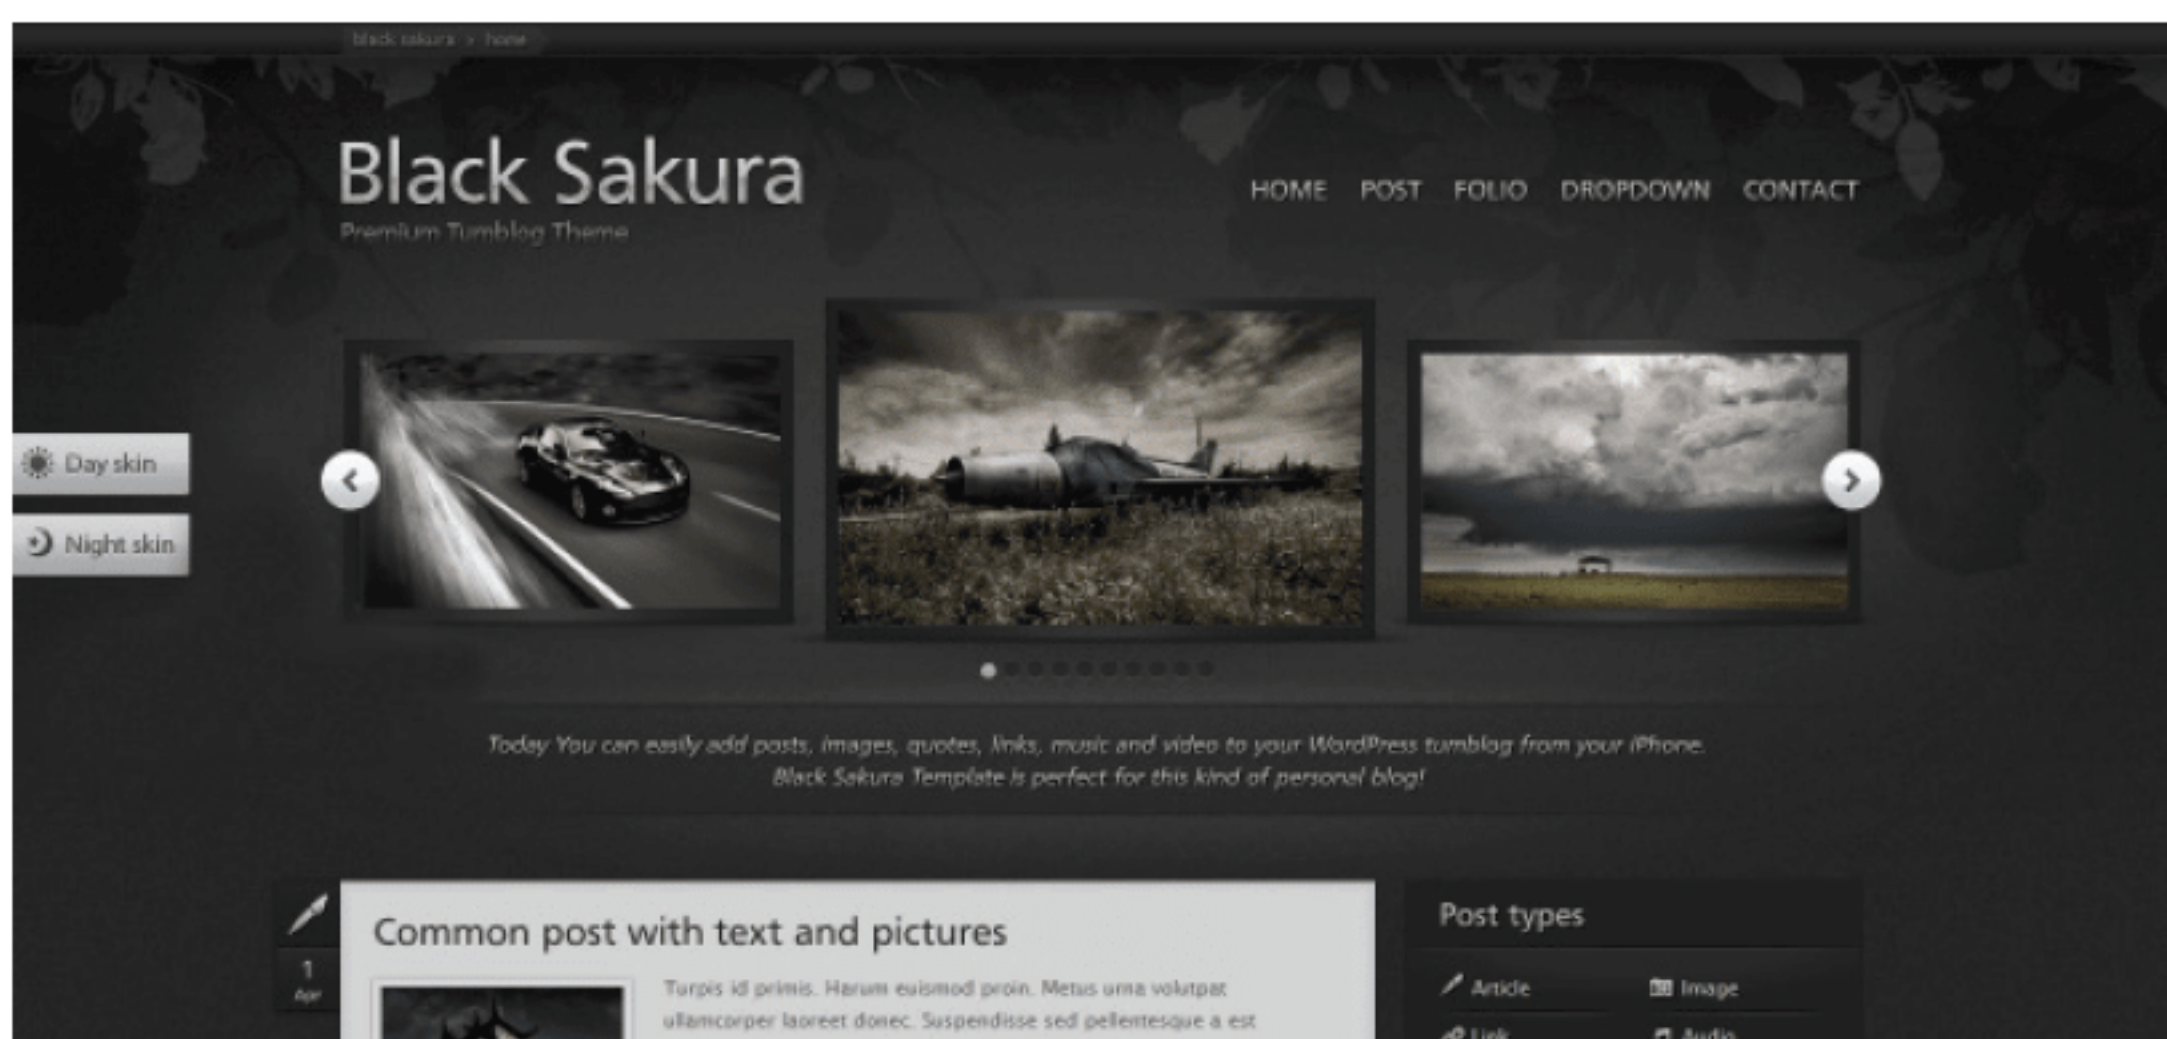 black sakura > home
Black Sakura
Premium Tumblog Theme
HOME POST FOLIO DROPDOWN CONTACT
Day skin
Night skin
Today You can easily add posts, images, quotes, links, music and video to your WordPress tumblog from your iPhone.
Black Sakura Template is perfect for this kind of personal blog!
1
Apr
Common post with text and pictures
Turpis id primis. Harum euismod proin. Metus urna volutpat
ullamcorper laoreet donec. Suspendisse sed pellentesque a est
Post types
Article Image
Link Audio